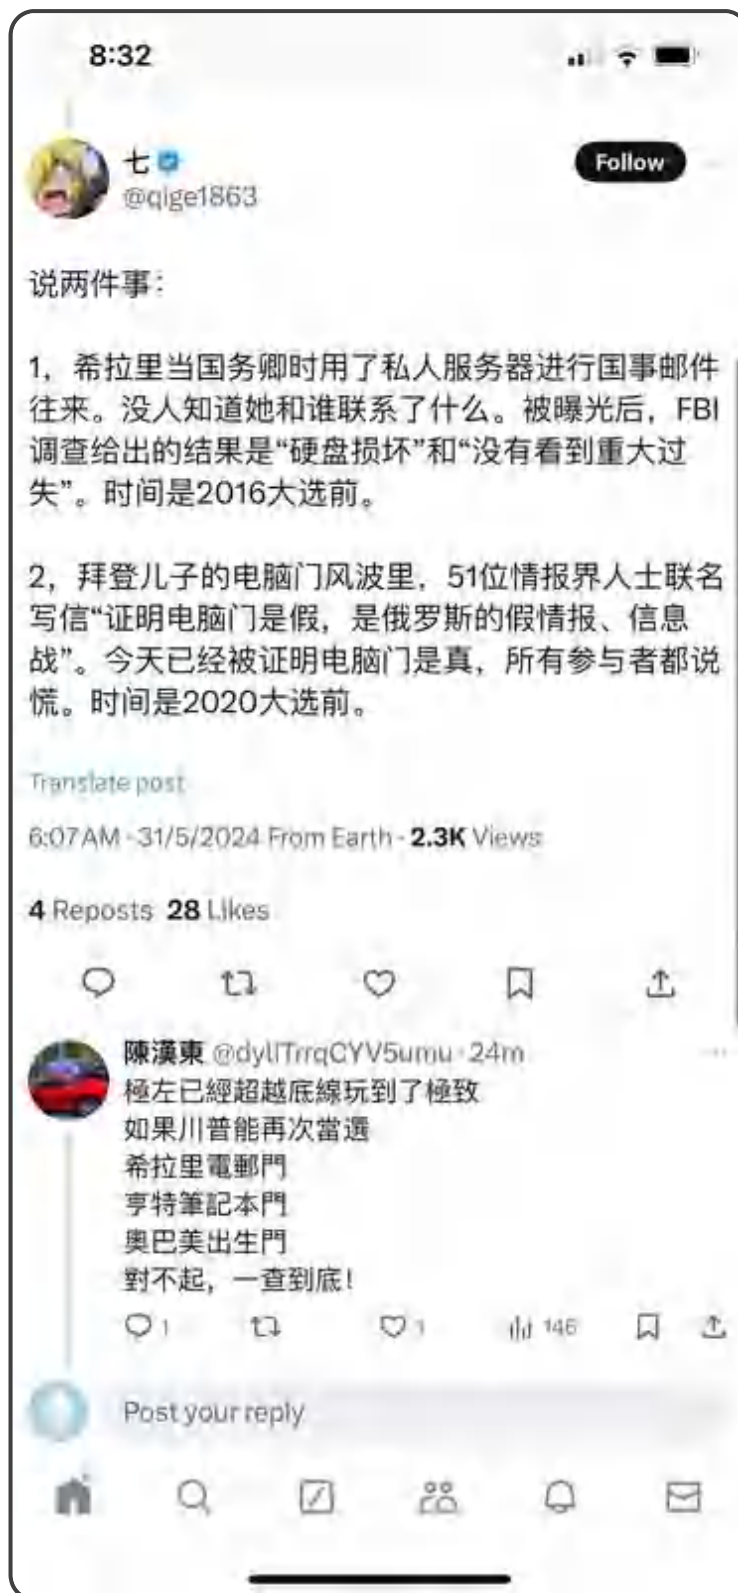 8:32
七
@qige1863
Follow
说两件事：
1，希拉里当国务卿时用了私人服务器进行国事邮件
往来。没人知道她和谁联系了什么。被曝光后，FBI
调查给出的结果是“硬盘损坏”和“没有看到重大过
失”。时间是2016大选前。
2，拜登儿子的电脑门风波里，51位情报界人士联名
写信“证明电脑门是假，是俄罗斯的假情报、信息
战”。今天已经被证明电脑门是真，所有参与者都说
慌。时间是2020大选前。
Translate post
6:07AM · 31/5/2024 From Earth · 2.3K Views
4 Reposts 28 Likes
陳漢東 @dylITrrqCYV5umu · 24m
極左已經超越底線玩到了極致
如果川普能再次當選
希拉里電郵門
亨特筆記本門
奧巴美出生門
對不起，一查到底！
1 1 146
Post your reply